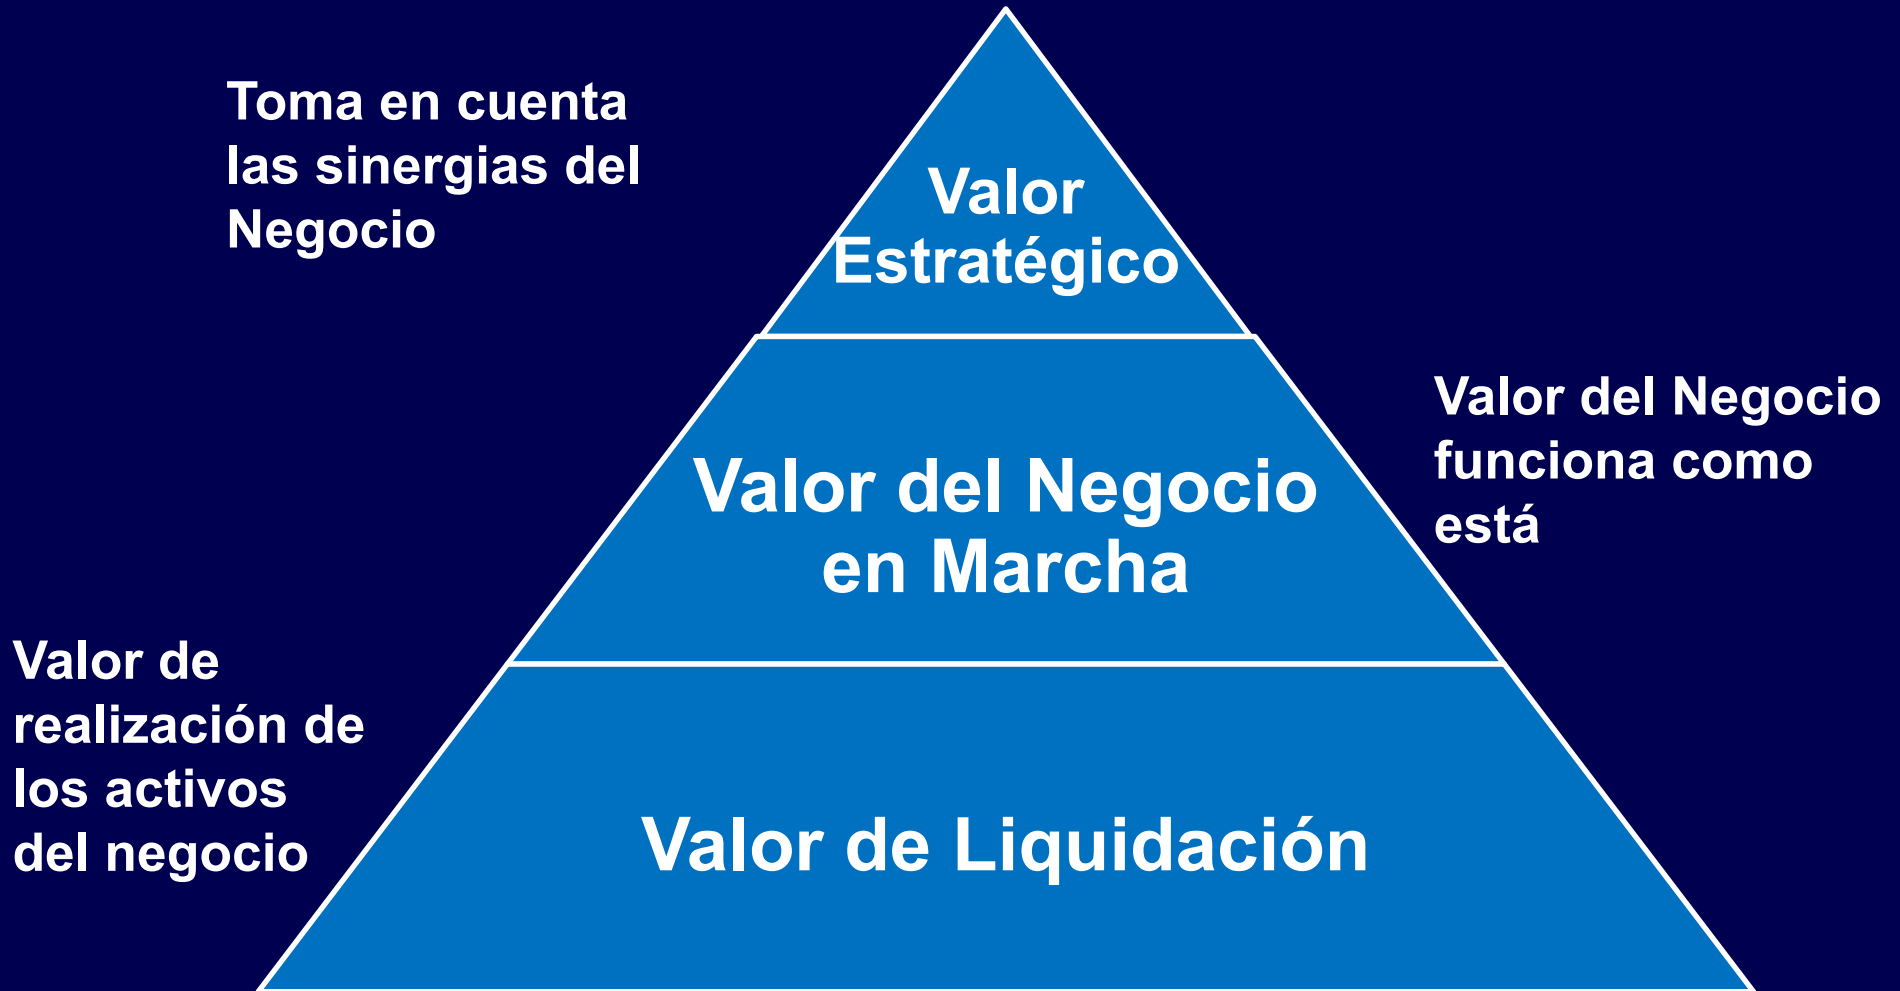 Toma en cuenta
las sinergias del
Negocio
Valor
Estratégico
Valor del Negocio
en Marcha
Valor del Negocio
funciona como
está
Valor de
realización de
los activos
del negocio
Valor de Liquidación